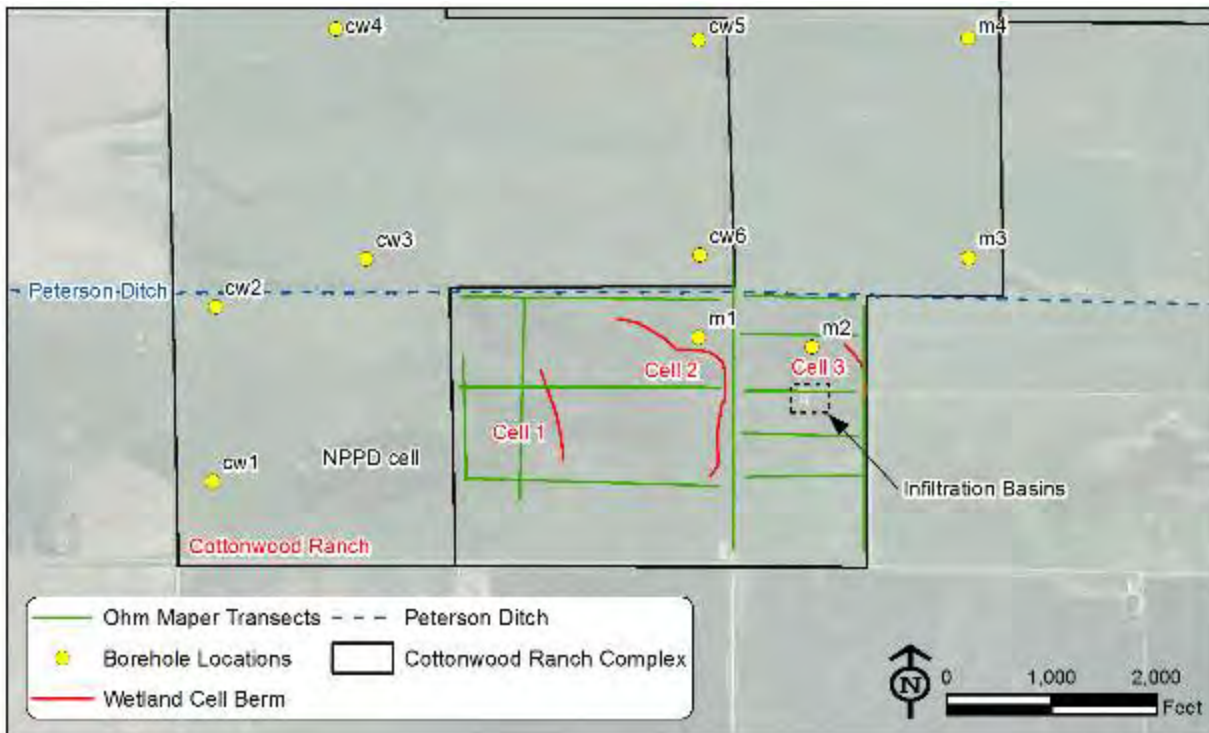 cw4
cw5
m4
cw3
cw6
m3
Peterson Ditch
cw2
m1
m2
Cell 2
Cell 3
Cell 1
NPPD cell
cw1
Infiltration Basins
Cottonwood Ranch
Ohm Maper Transects
Peterson Ditch
Borehole Locations
Cottonwood Ranch Complex
Wetland Cell Berm
N
0 1,000 2,000
Feet